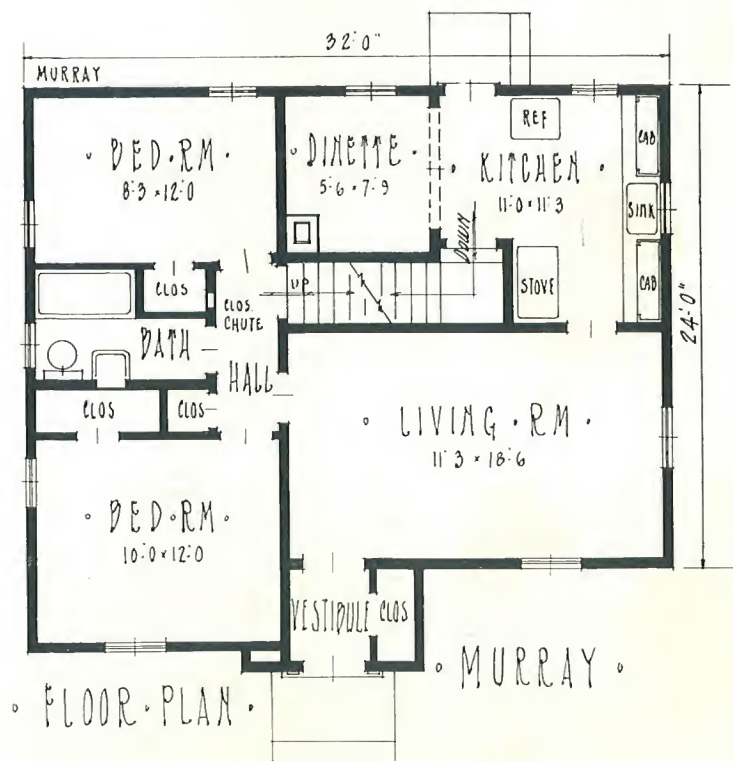 32'-0"
MURRAY
BED·RM
8'-3 × 12'-0
DINETTE
5'-6 × 7'-9
REF
KITCHEN
11'-0 × 11'-3
CAB
SINK
CAB
STOVE
DOWN
UP
CLOS
CLOS.
CHUTE
BATH
HALL
CLOS
CLOS
LIVING·RM
11'-3 × 18'-6
24'-0"
BED·RM
10'-0 × 12'-0
VESTIBULE
CLOS
MURRAY
FLOOR·PLAN